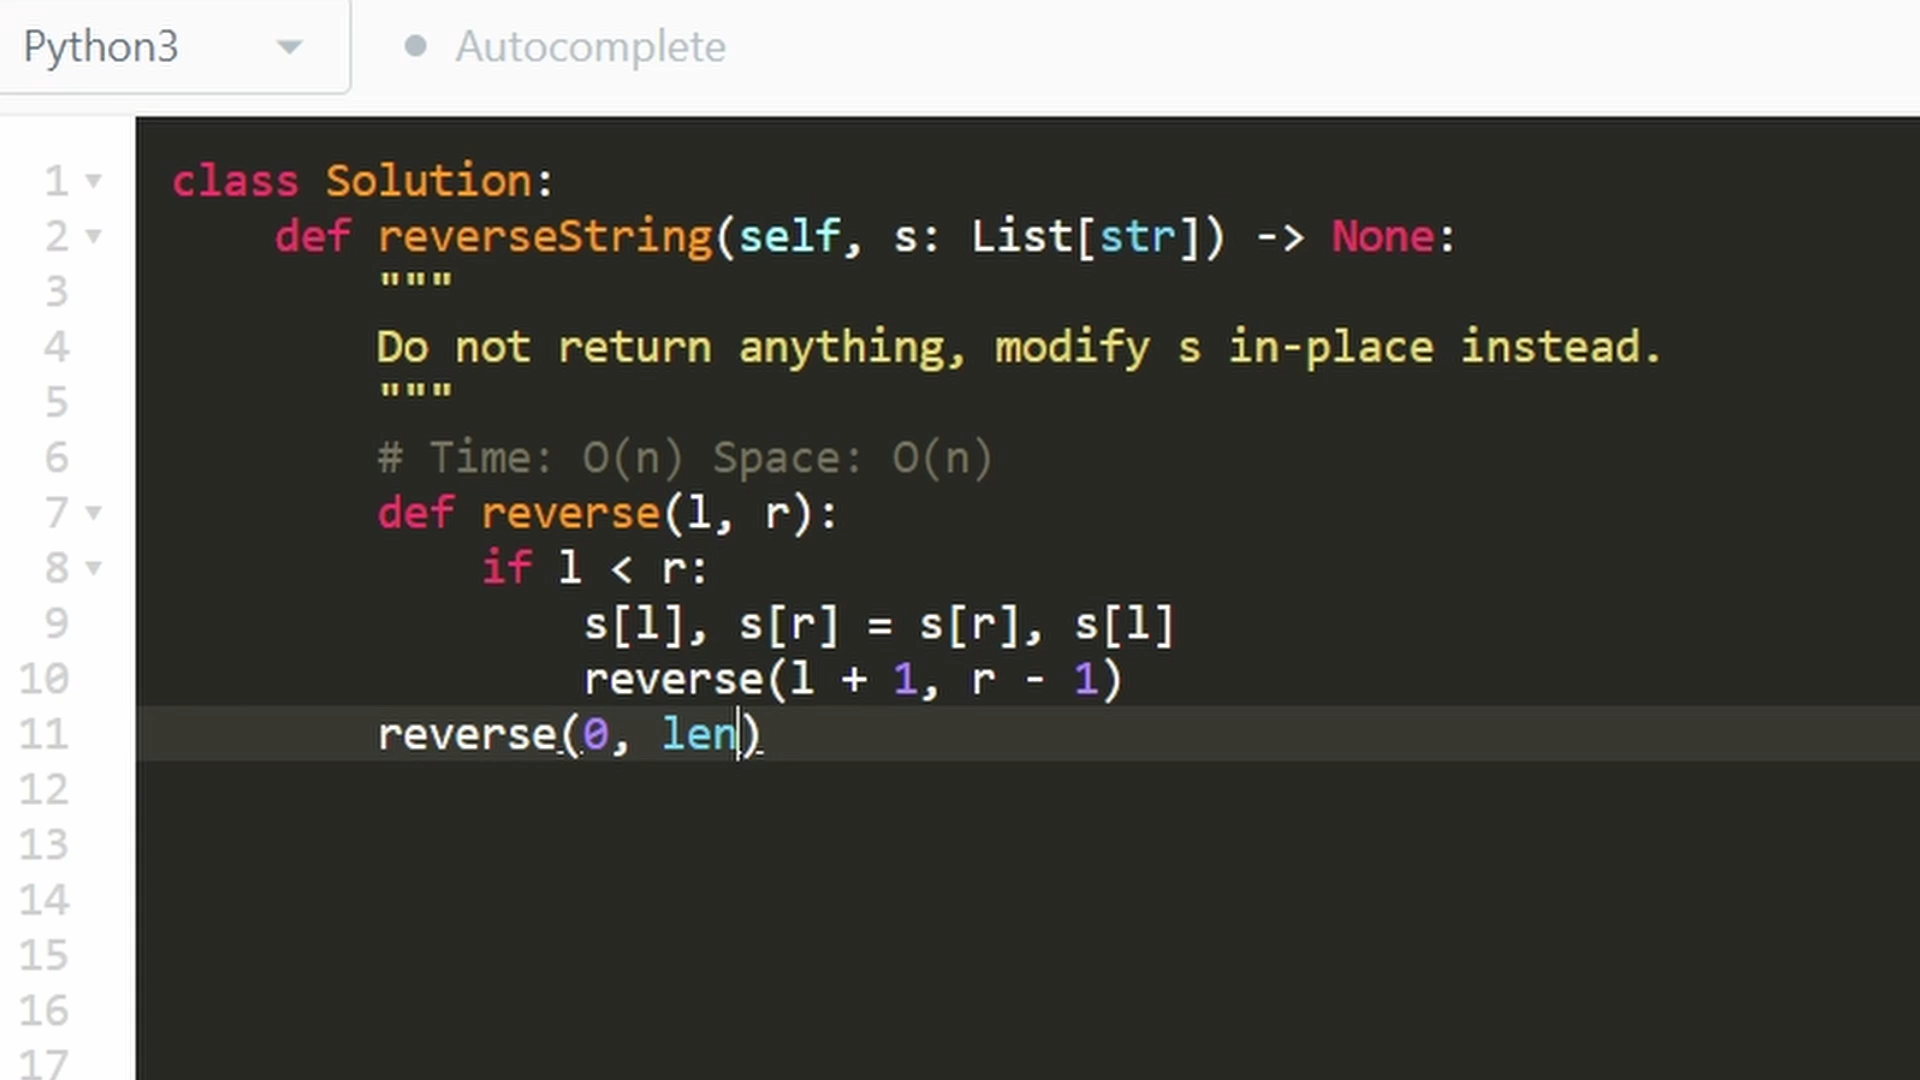 Python3 Autocomplete
1 class Solution:
2 def reverseString(self, s: List[str]) -> None:
3 """
4 Do not return anything, modify s in-place instead.
5 """
6 # Time: O(n) Space: O(n)
7 def reverse(l, r):
8 if l < r:
9 s[l], s[r] = s[r], s[l]
10 reverse(l + 1, r - 1)
11 reverse(0, len)
12
13
14
15
16
17